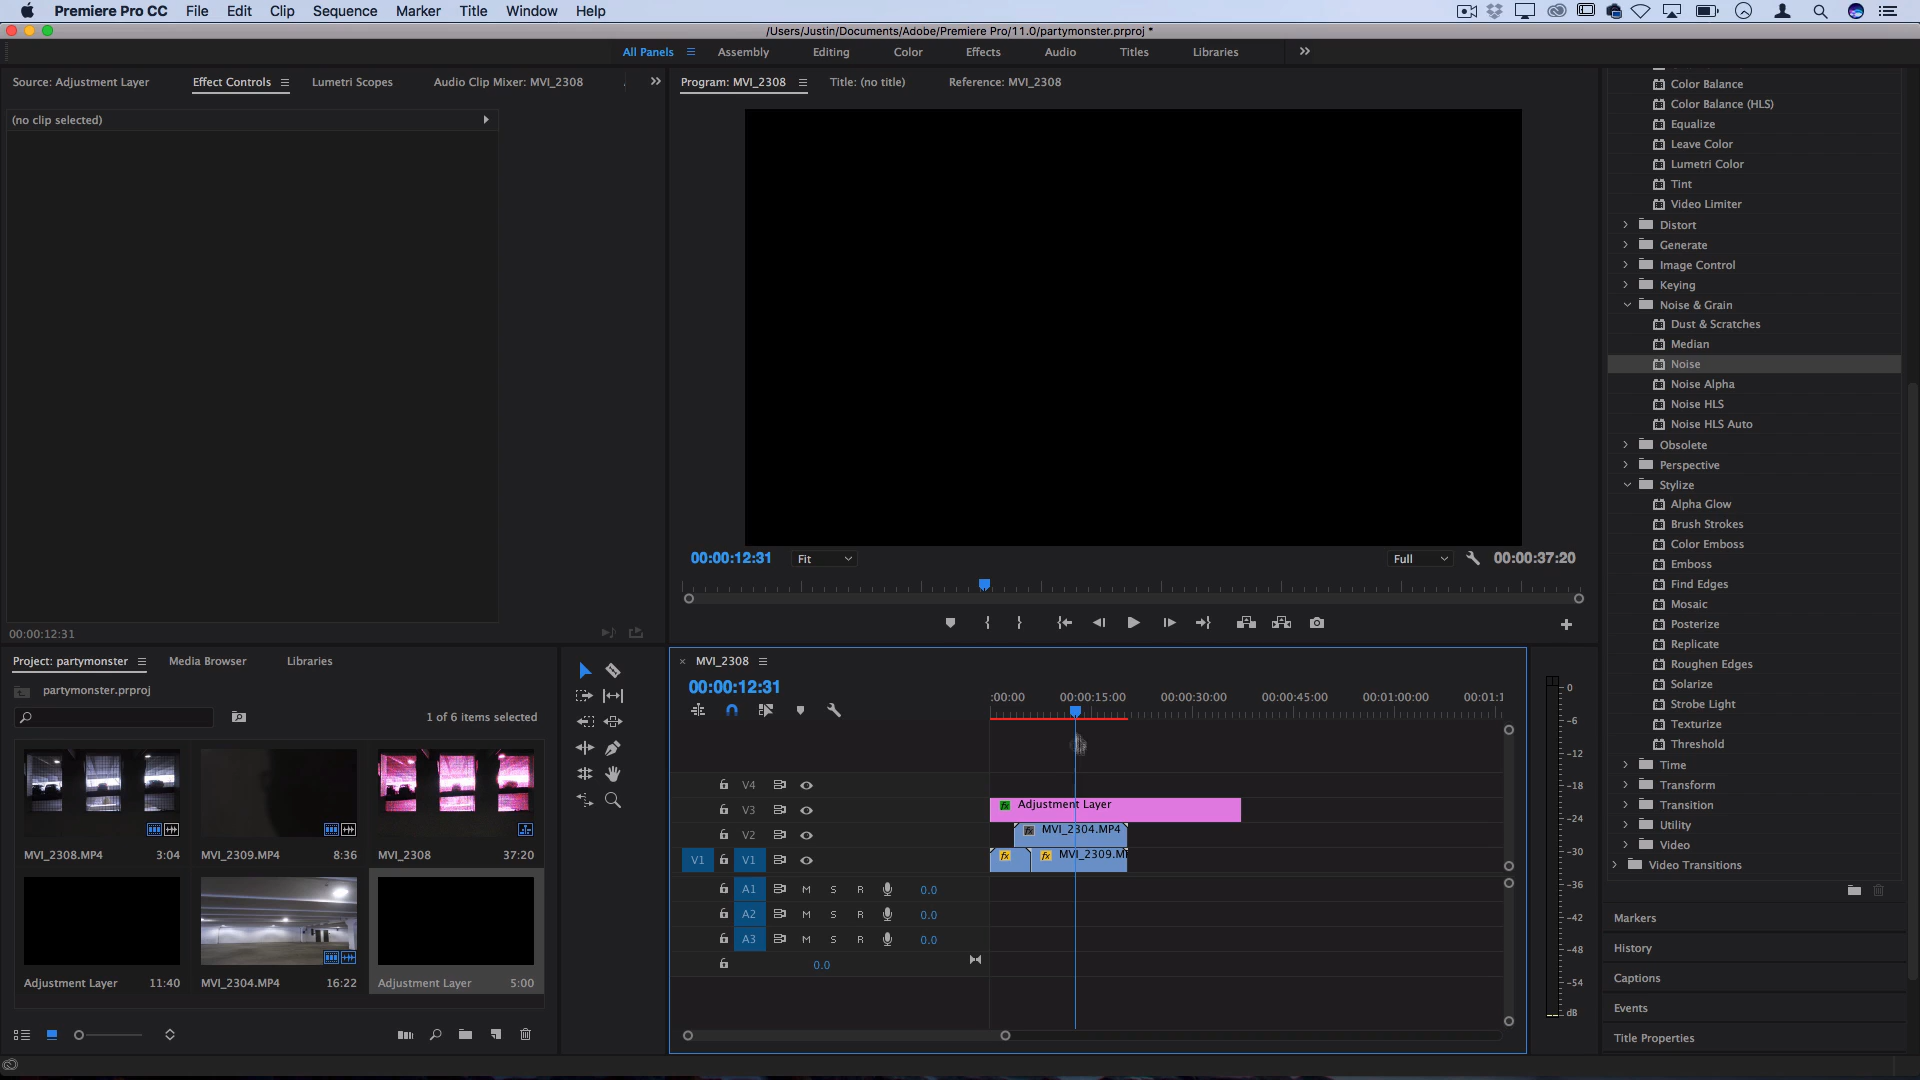 Premiere Pro CC File Edit Clip Sequence Marker Title Window Help
/Users/Justin/Documents/Adobe/Premiere Pro/11.0/partymonster.prproj *
All Panels Assembly Editing Color Effects Audio Titles Libraries
Source: Adjustment Layer Effect Controls Lumetri Scopes Audio Clip Mixer: MVI_2308
(no clip selected)
00:00:12:31
Program: MVI_2308 Title: (no title) Reference: MVI_2308
00:00:12:31 Fit Full 00:00:37:20
Project: partymonster Media Browser Libraries
partymonster.prproj
1 of 6 items selected
MVI_2308.MP4 3:04
MVI_2309.MP4 8:36
MVI_2308 37:20
Adjustment Layer 11:40
MVI_2304.MP4 16:22
Adjustment Layer 5:00
× MVI_2308
00:00:12:31
:00:00 00:00:15:00 00:00:30:00 00:00:45:00 00:01:00:00 00:01:1
V4
V3 fx Adjustment Layer
V2 fx MVI_2304.MP4
V1 V1 fx fx MVI_2309.M
A1 M S R 0.0
A2 M S R 0.0
A3 M S R 0.0
0.0
0
-6
-12
-18
-24
-30
-36
-42
-48
-54
dB
Color Balance
Color Balance (HLS)
Equalize
Leave Color
Lumetri Color
Tint
Video Limiter
Distort
Generate
Image Control
Keying
Noise & Grain
Dust & Scratches
Median
Noise
Noise Alpha
Noise HLS
Noise HLS Auto
Obsolete
Perspective
Stylize
Alpha Glow
Brush Strokes
Color Emboss
Emboss
Find Edges
Mosaic
Posterize
Replicate
Roughen Edges
Solarize
Strobe Light
Texturize
Threshold
Time
Transform
Transition
Utility
Video
Video Transitions
Markers
History
Captions
Events
Title Properties